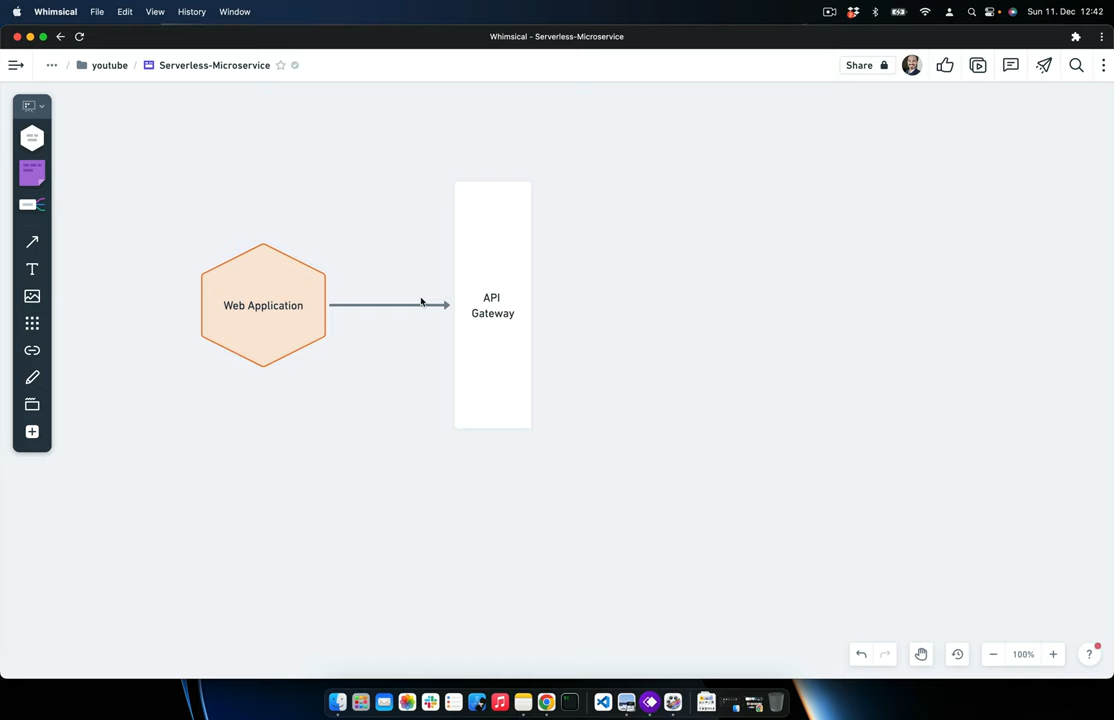 Whimsical File Edit View History Window Sun 11. Dec 12:42
Whimsical - Serverless-Microservice
... / youtube / Serverless-Microservice Share
Web Application
API
Gateway
100%
?